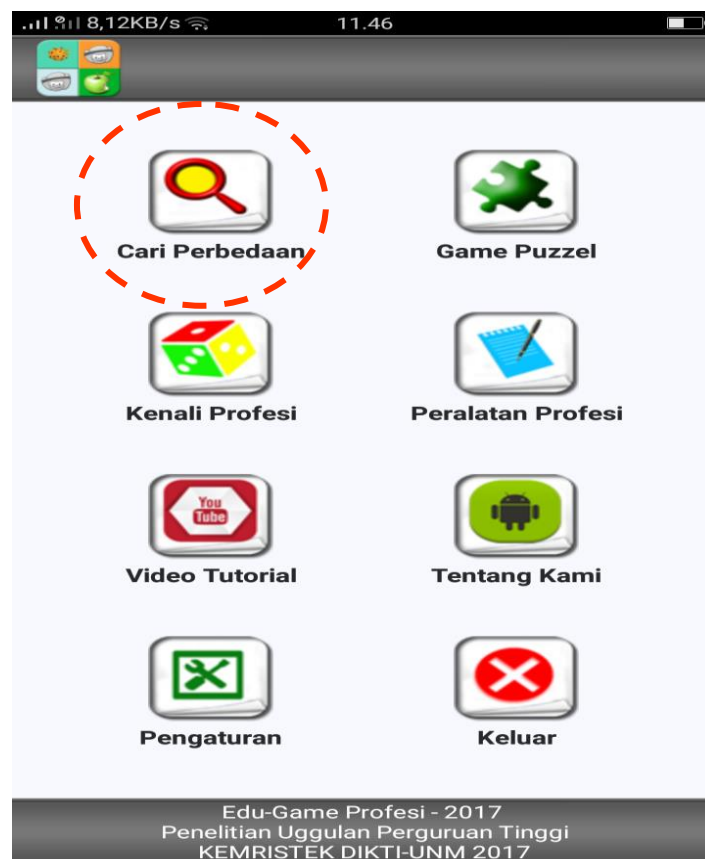 8,12KB/s 11.46
Cari Perbedaan Game Puzzel
Kenali Profesi Peralatan Profesi
You
Tube
Video Tutorial Tentang Kami
Pengaturan Keluar
Edu-Game Profesi - 2017
Penelitian Uggulan Perguruan Tinggi
KEMRISTEK DIKTI-UNM 2017